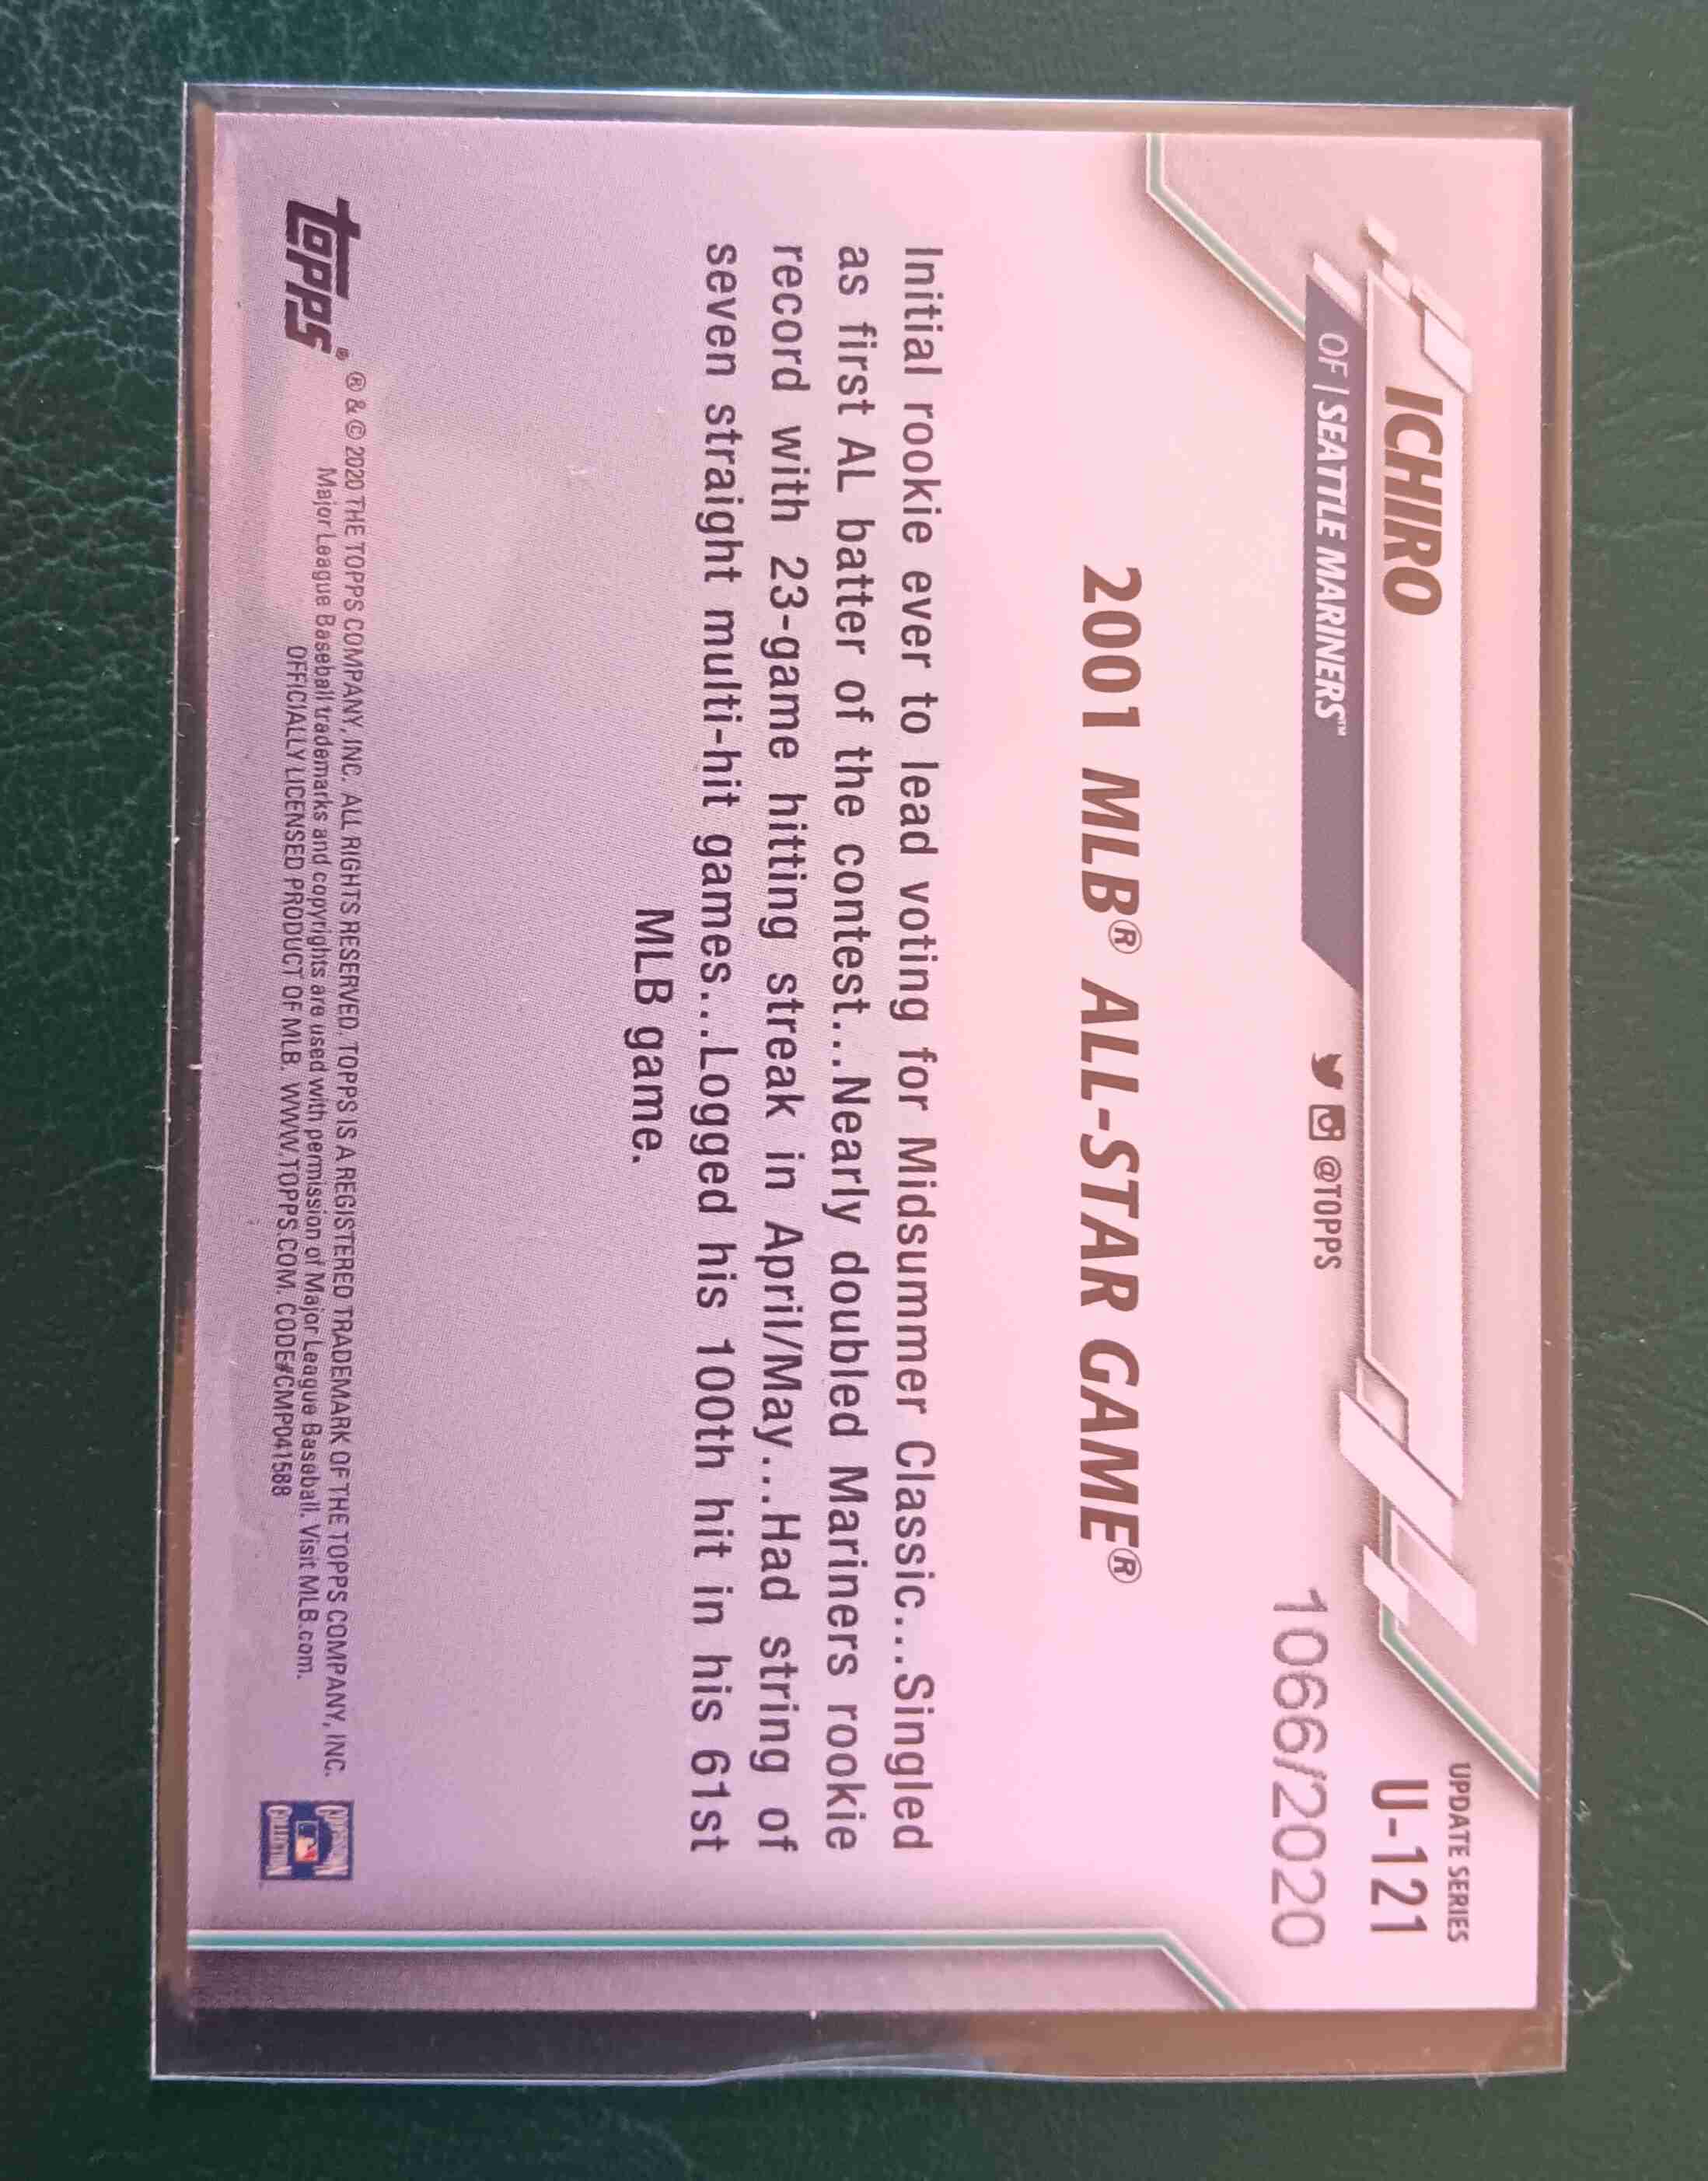 UPDATE SERIES
U-121
ICHIRO
OF | SEATTLE MARINERS™
@TOPPS
1066/2020
2001 MLB® ALL-STAR GAME®
Initial rookie ever to lead voting for Midsummer Classic...Singled
as first AL batter of the contest...Nearly doubled Mariners rookie
record with 23-game hitting streak in April/May...Had string of
seven straight multi-hit games...Logged his 100th hit in his 61st
MLB game.
topps®
® & © 2020 THE TOPPS COMPANY, INC. ALL RIGHTS RESERVED. TOPPS IS A REGISTERED TRADEMARK OF THE TOPPS COMPANY, INC.
Major League Baseball trademarks and copyrights are used with permission of Major League Baseball. Visit MLB.com.
OFFICIALLY LICENSED PRODUCT OF MLB. WWW.TOPPS.COM. CODE#CMP041588
COOPERSTOWN
COLLECTION